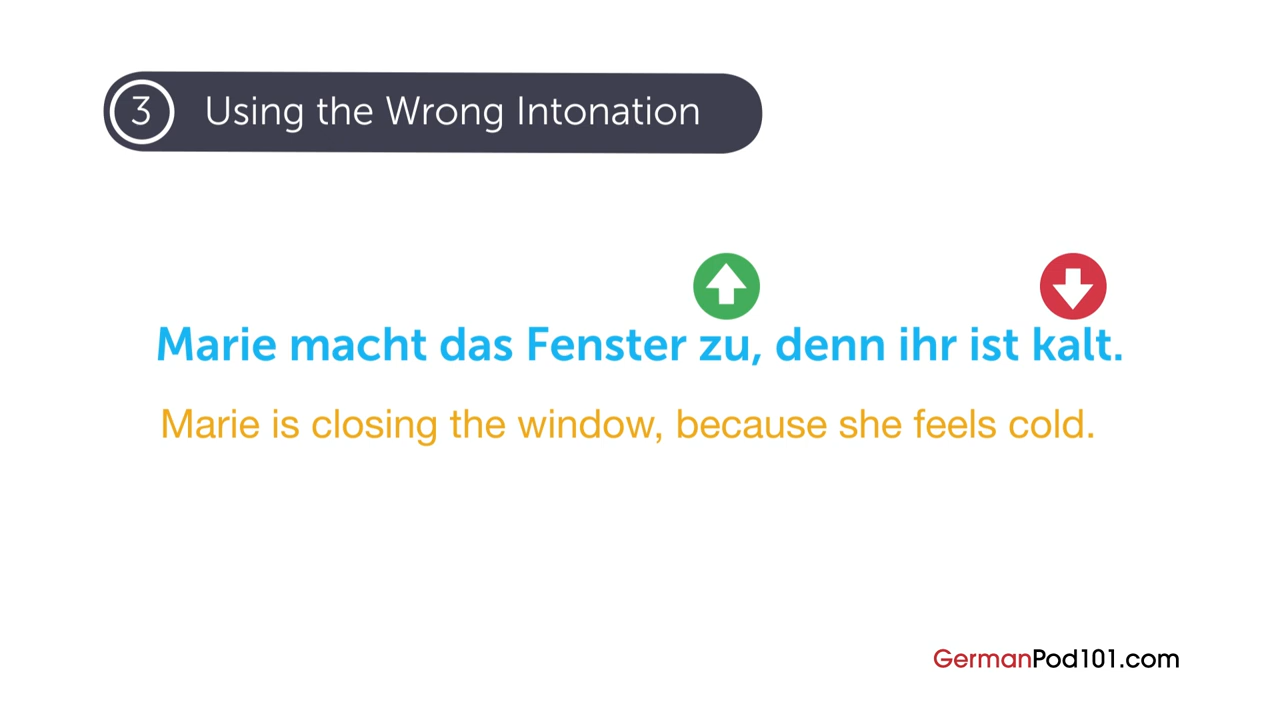 3 Using the Wrong Intonation
Marie macht das Fenster zu, denn ihr ist kalt.
Marie is closing the window, because she feels cold.
GermanPod101.com